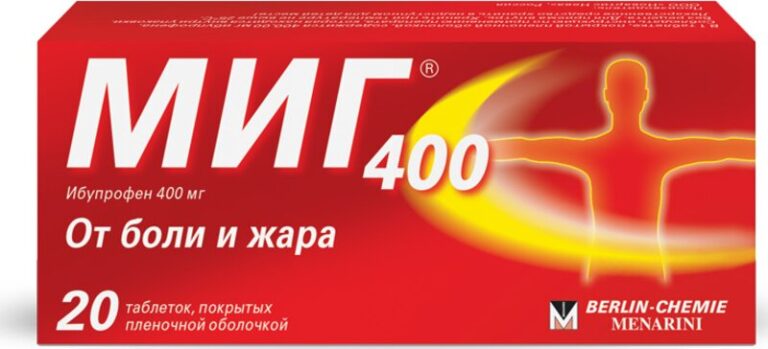 МИГ®
400
Ибупрофен 400 мг
От боли и жара
20 таблеток, покрытых
пленочной оболочкой
BERLIN-CHEMIE
MENARINI